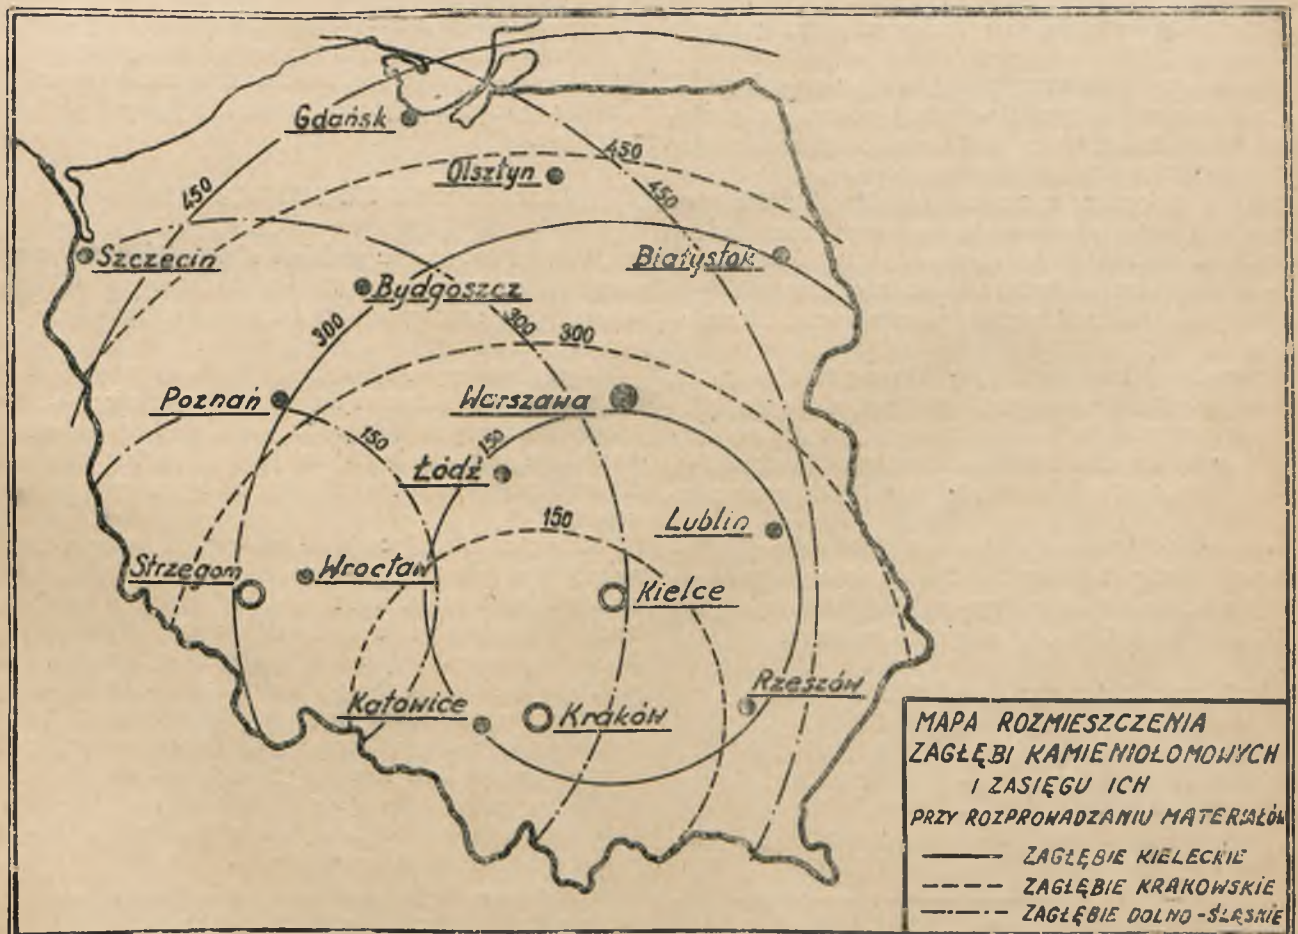 Gdańsk
450
Olsztyn
450
450
Szczecin
Białystok
Bydgoszcz
300
300
300
Poznań
Warszawa
150
150
Łódź
150
Lublin
Strzegom
Wrocław
Kielce
Rzeszów
Katowice
Kraków
MAPA ROZMIESZCZENIA
ZAGŁĘBI KAMIENIOŁOMOWYCH
I ZASIĘGU ICH
PRZY ROZPROWADZANIU MATERIAŁÓW
ZAGŁĘBIE KIELECKIE
ZAGŁĘBIE KRAKOWSKIE
ZAGŁĘBIE DOLNO-ŚLĄSKIE